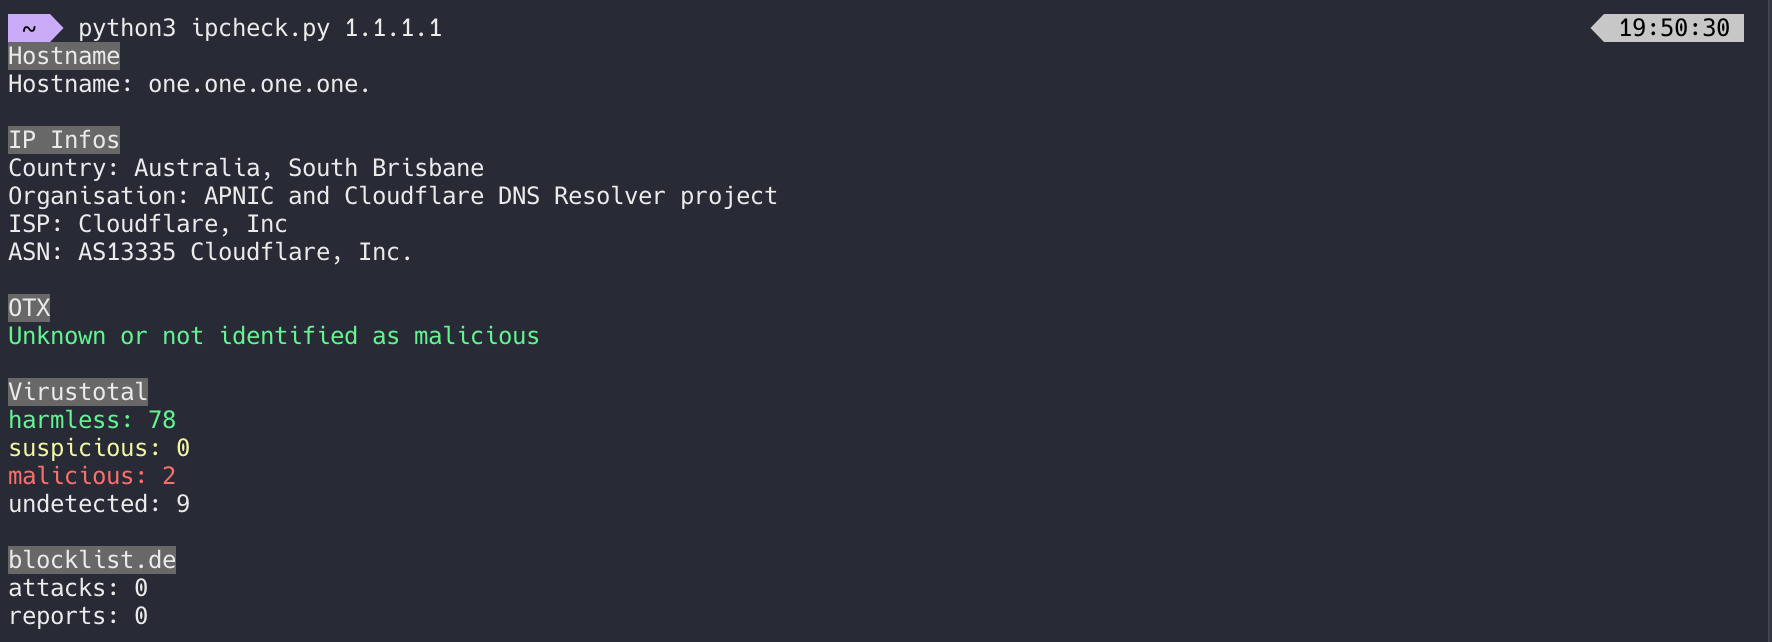 ~ python3 ipcheck.py 1.1.1.1 19:50:30
Hostname
Hostname: one.one.one.one.
IP Infos
Country: Australia, South Brisbane
Organisation: APNIC and Cloudflare DNS Resolver project
ISP: Cloudflare, Inc
ASN: AS13335 Cloudflare, Inc.
OTX
Unknown or not identified as malicious
Virustotal
harmless: 78
suspicious: 0
malicious: 2
undetected: 9
blocklist.de
attacks: 0
reports: 0